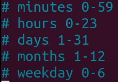 # minutes 0-59
# hours 0-23
# days 1-31
# months 1-12
# weekday 0-6